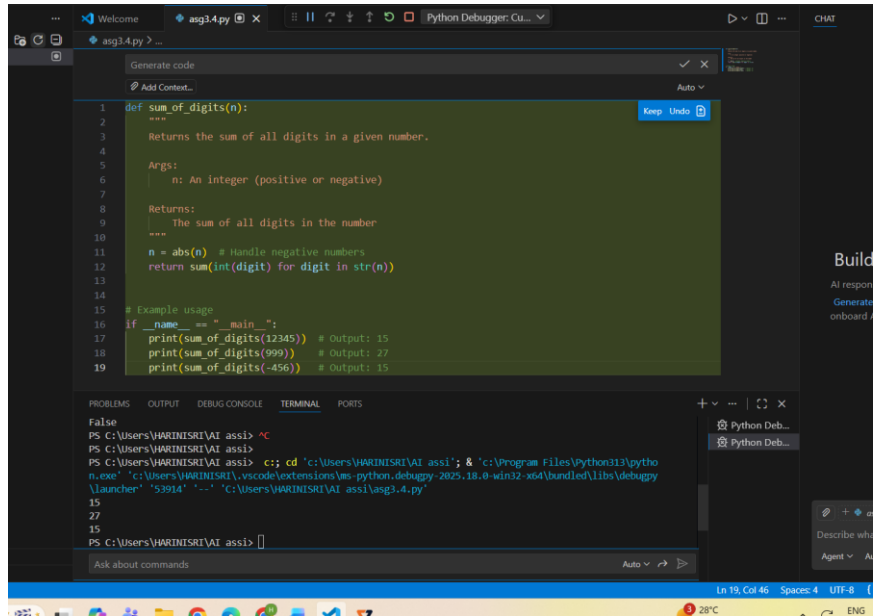 Welcome
asg3.4.py
Python Debugger: Cu...
CHAT
asg3.4.py > ...
Generate code
Add Context...
Auto
Keep Undo
1 def sum_of_digits(n):
2 """
3 Returns the sum of all digits in a given number.
4
5 Args:
6 n: An integer (positive or negative)
7
8 Returns:
9 The sum of all digits in the number
10 """
11 n = abs(n) # Handle negative numbers
12 return sum(int(digit) for digit in str(n))
13
14
15 # Example usage
16 if __name__ == "__main__":
17 print(sum_of_digits(12345)) # Output: 15
18 print(sum_of_digits(999)) # Output: 27
19 print(sum_of_digits(-456)) # Output: 15
Build
AI respon
Generate
onboard A
PROBLEMS OUTPUT DEBUG CONSOLE TERMINAL PORTS
False
PS C:\Users\HARINISRI\AI assi> ^C
PS C:\Users\HARINISRI\AI assi>
PS C:\Users\HARINISRI\AI assi> c:; cd 'c:\Users\HARINISRI\AI assi'; & 'c:\Program Files\Python313\pytho
n.exe' 'c:\Users\HARINISRI\.vscode\extensions\ms-python.debugpy-2025.18.0-win32-x64\bundled\libs\debugpy
\launcher' '53914' '--' 'C:\Users\HARINISRI\AI assi\asg3.4.py'
15
27
15
PS C:\Users\HARINISRI\AI assi>
Python Deb...
Python Deb...
Ask about commands
Auto
Describe wha
Agent
Ln 19, Col 46 Spaces: 4 UTF-8 {
3
28°C
ENG